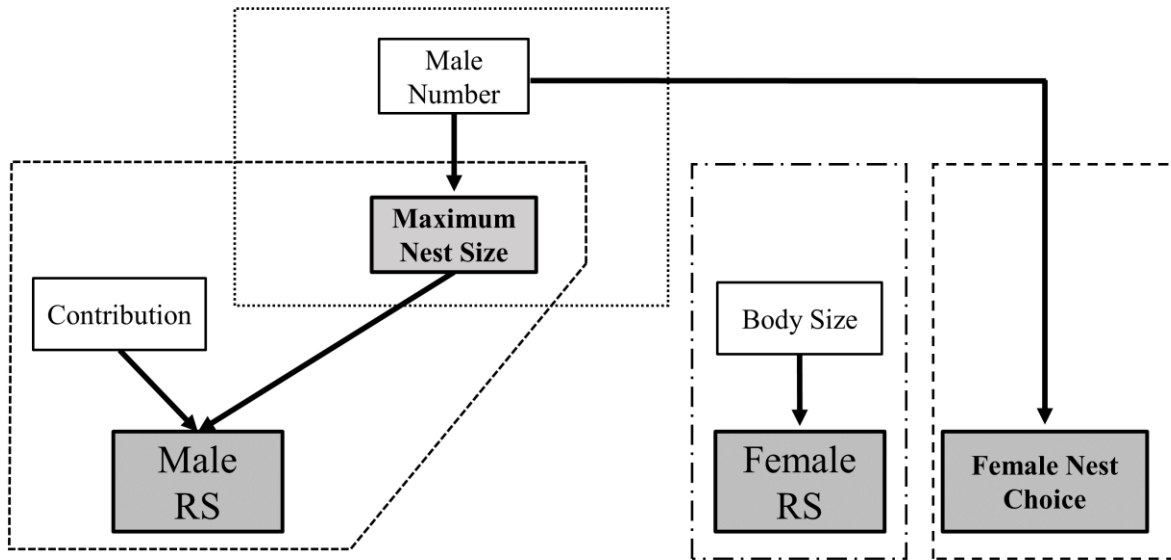 Male
Number
Maximum
Nest Size
Contribution
Body Size
Male
RS
Female
RS
Female Nest
Choice